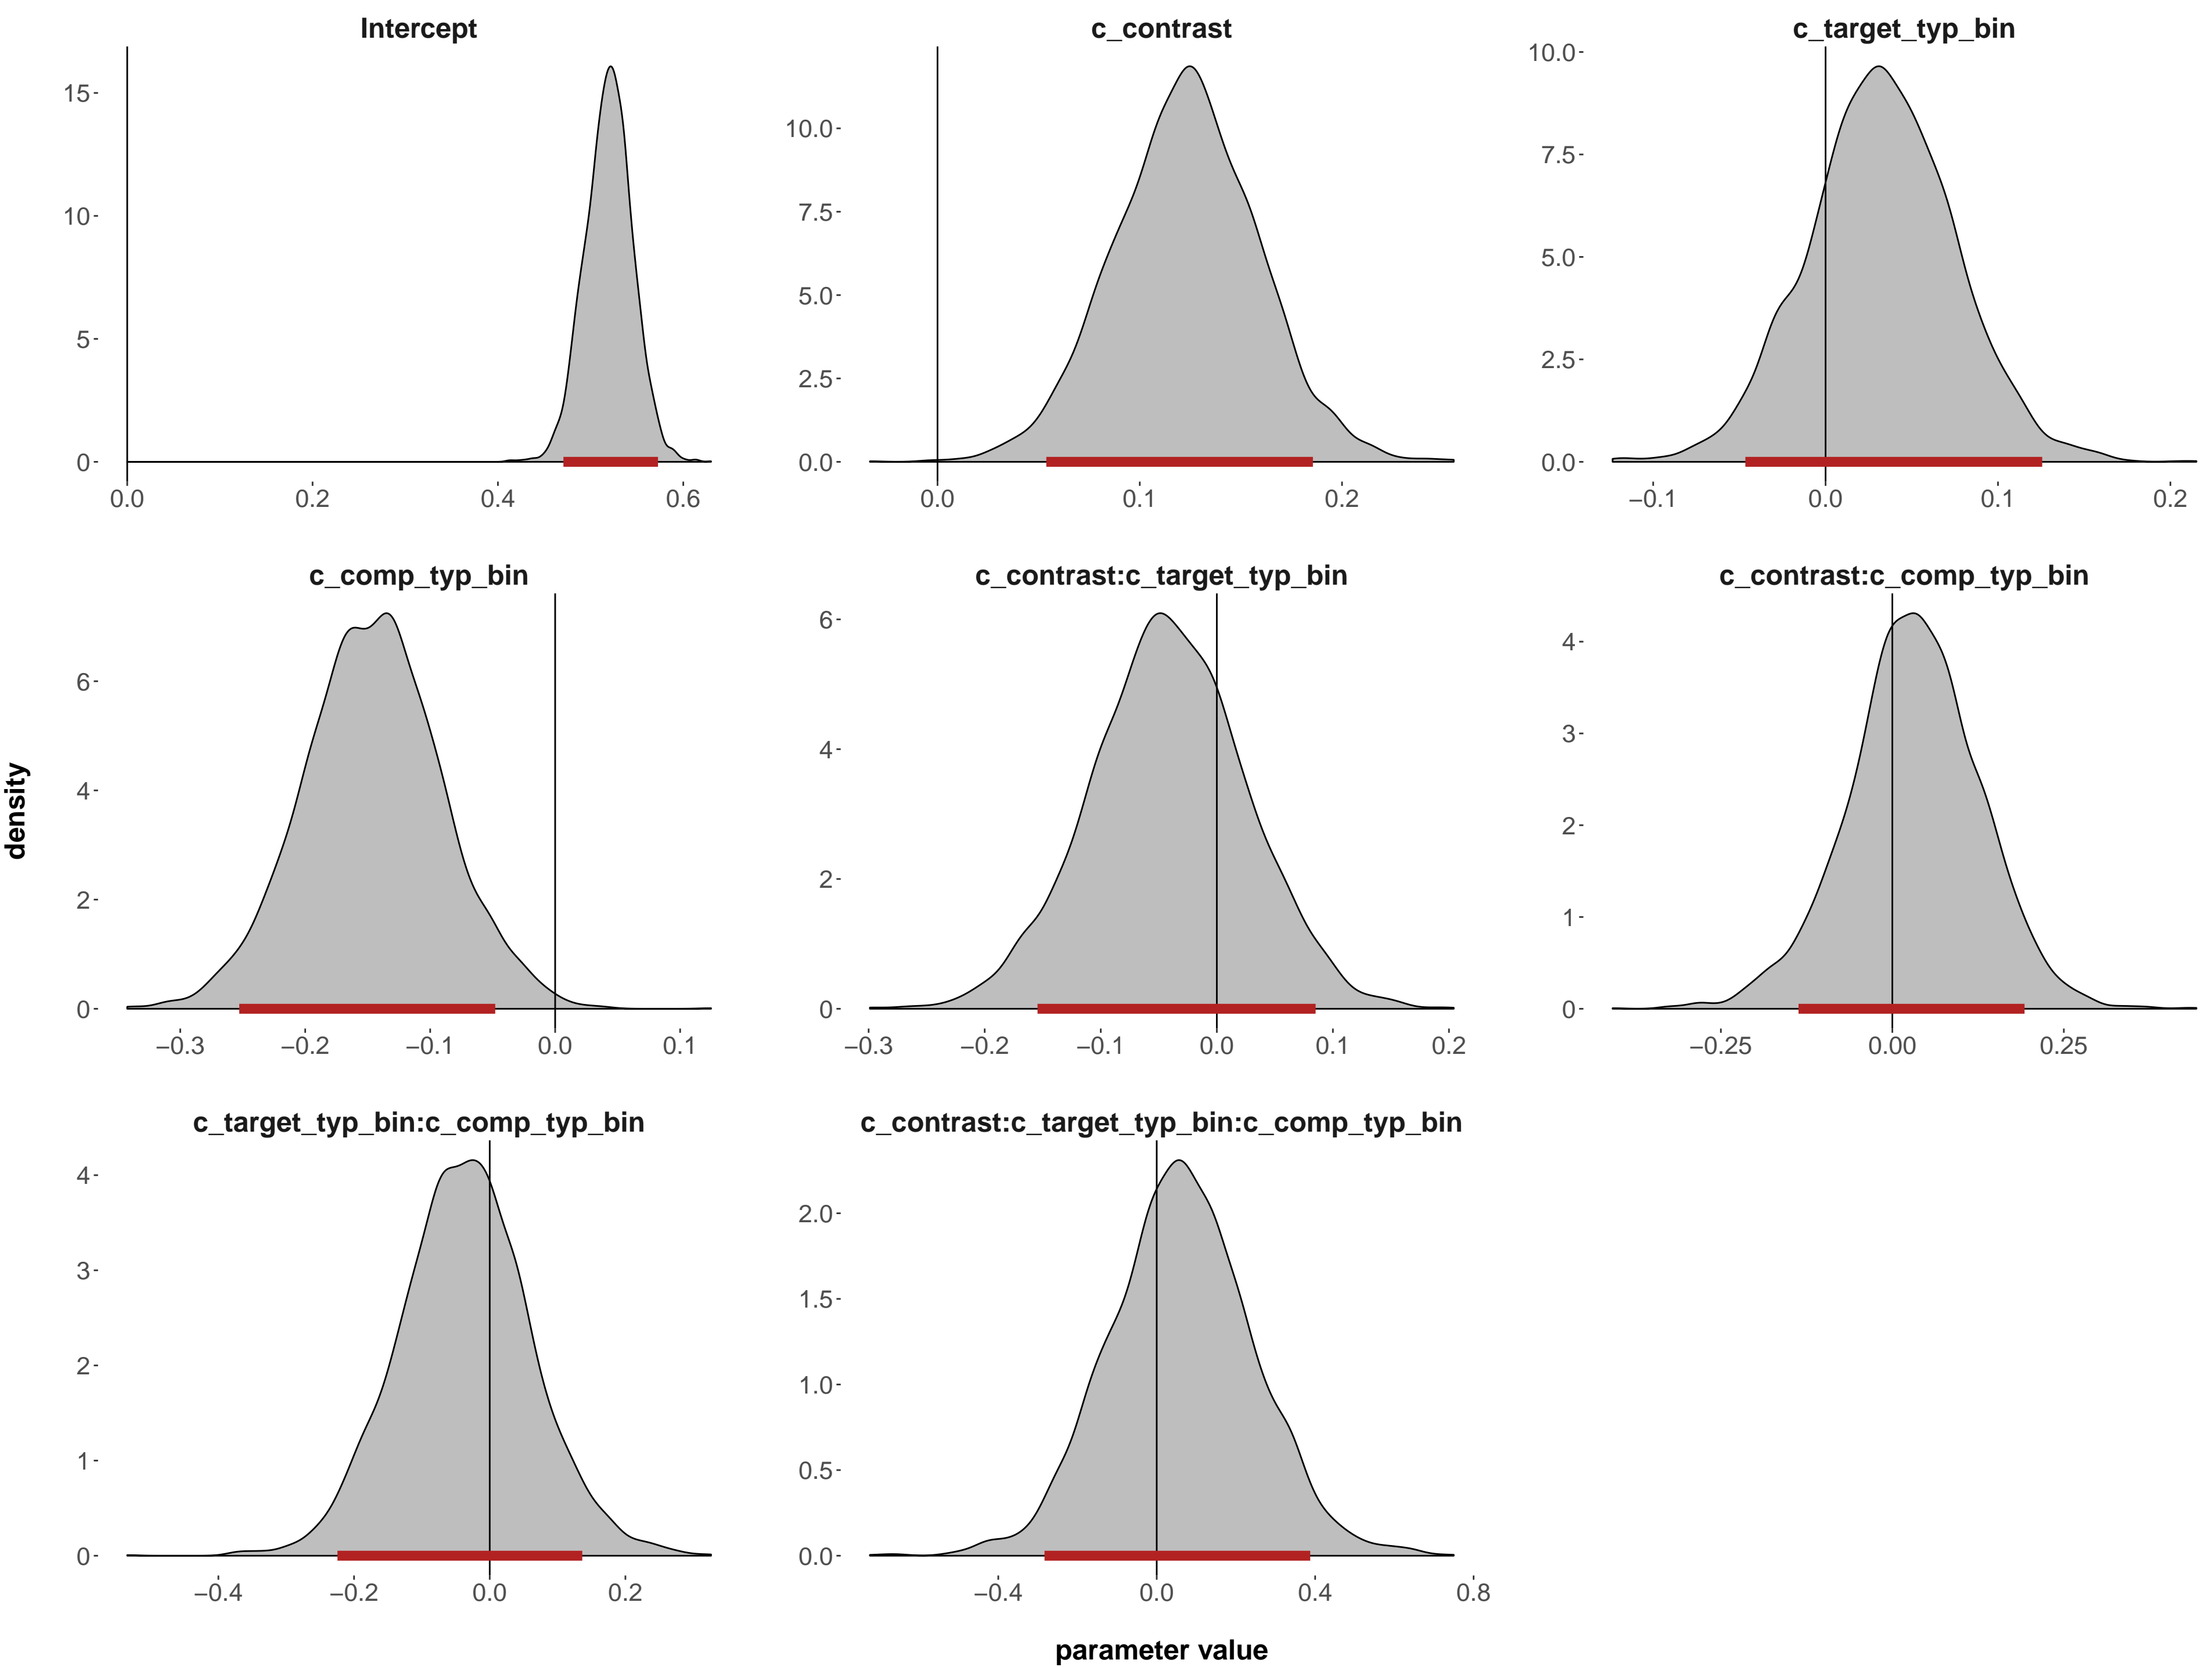 Intercept
c_contrast
c_target_typ_bin
15
10
5
0
0.0 0.2 0.4 0.6
10.0
7.5
5.0
2.5
0.0
0.0 0.1 0.2
10.0
7.5
5.0
2.5
0.0
−0.1 0.0 0.1 0.2
c_comp_typ_bin
c_contrast:c_target_typ_bin
c_contrast:c_comp_typ_bin
6
4
2
0
−0.3 −0.2 −0.1 0.0 0.1
6
4
2
0
−0.3 −0.2 −0.1 0.0 0.1 0.2
4
3
2
1
0
−0.25 0.00 0.25
density
c_target_typ_bin:c_comp_typ_bin
c_contrast:c_target_typ_bin:c_comp_typ_bin
4
3
2
1
0
−0.4 −0.2 0.0 0.2
2.0
1.5
1.0
0.5
0.0
−0.4 0.0 0.4 0.8
parameter value